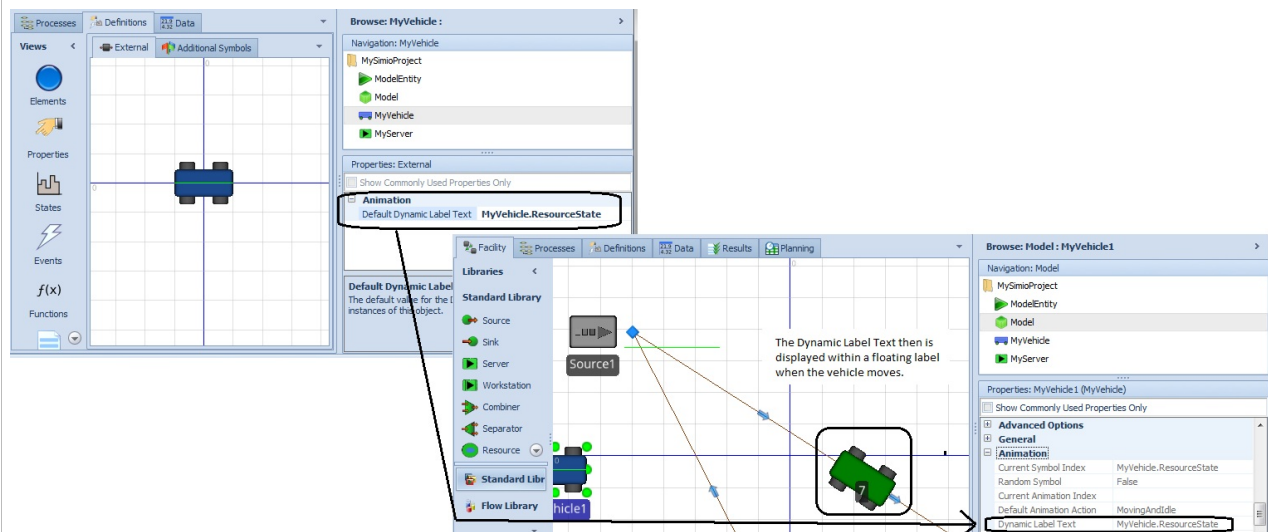 Processes Definitions Data
Views
External Additional Symbols
Elements
Properties
States
Events
f(x)
Functions
0
0
Browse: MyVehicle :
Navigation: MyVehicle
MySimioProject
ModelEntity
Model
MyVehicle
MyServer
Properties: External
Show Commonly Used Properties Only
Animation
Default Dynamic Label Text MyVehicle.ResourceState
Default Dynamic Label
The default value for the
instances of this object.
Facility Processes Definitions Data Results Planning
Libraries
Standard Library
Source
Sink
Server
Workstation
Combiner
Separator
Resource
Standard Libr
Flow Library
0
Source1
The Dynamic Label Text then is
displayed within a floating label
when the vehicle moves.
7
0
hicle1
Browse: Model : MyVehicle1
Navigation: Model
MySimioProject
ModelEntity
Model
MyVehicle
MyServer
Properties: MyVehicle1 (MyVehicle)
Show Commonly Used Properties Only
Advanced Options
General
Animation
Current Symbol Index MyVehicle.ResourceState
Random Symbol False
Current Animation Index
Default Animation Action MovingAndIdle
Dynamic Label Text MyVehicle.ResourceState